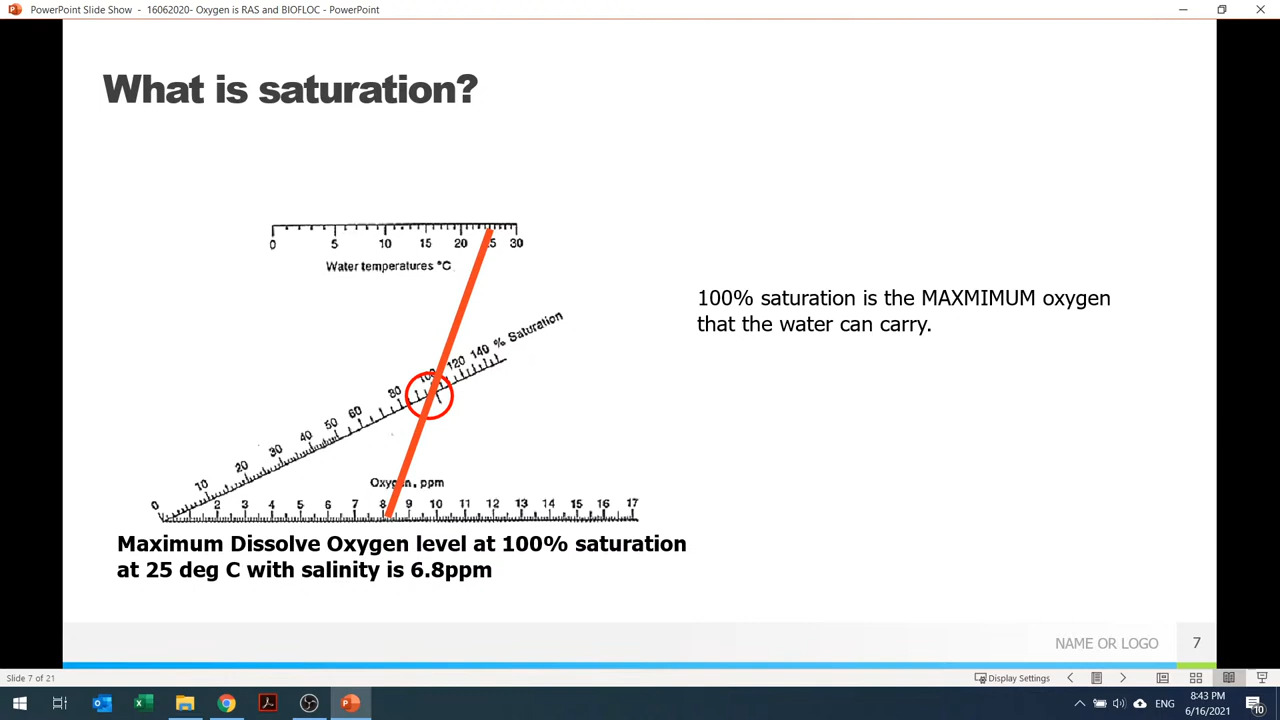 PowerPoint Slide Show - 16062020- Oxygen is RAS and BIOFLOC - PowerPoint
What is saturation?
0 5 10 15 20 25 30
Water temperatures °C
100% saturation is the MAXMIMUM oxygen
that the water can carry.
0 10 20 30 40 50 60 80 100 120 140 % Saturation
Oxygen, ppm
2 3 4 5 6 7 8 9 10 11 12 13 14 15 16 17
Maximum Dissolve Oxygen level at 100% saturation
at 25 deg C with salinity is 6.8ppm
NAME OR LOGO 7
Slide 7 of 21
Display Settings
8:43 PM
ENG
6/16/2021
10